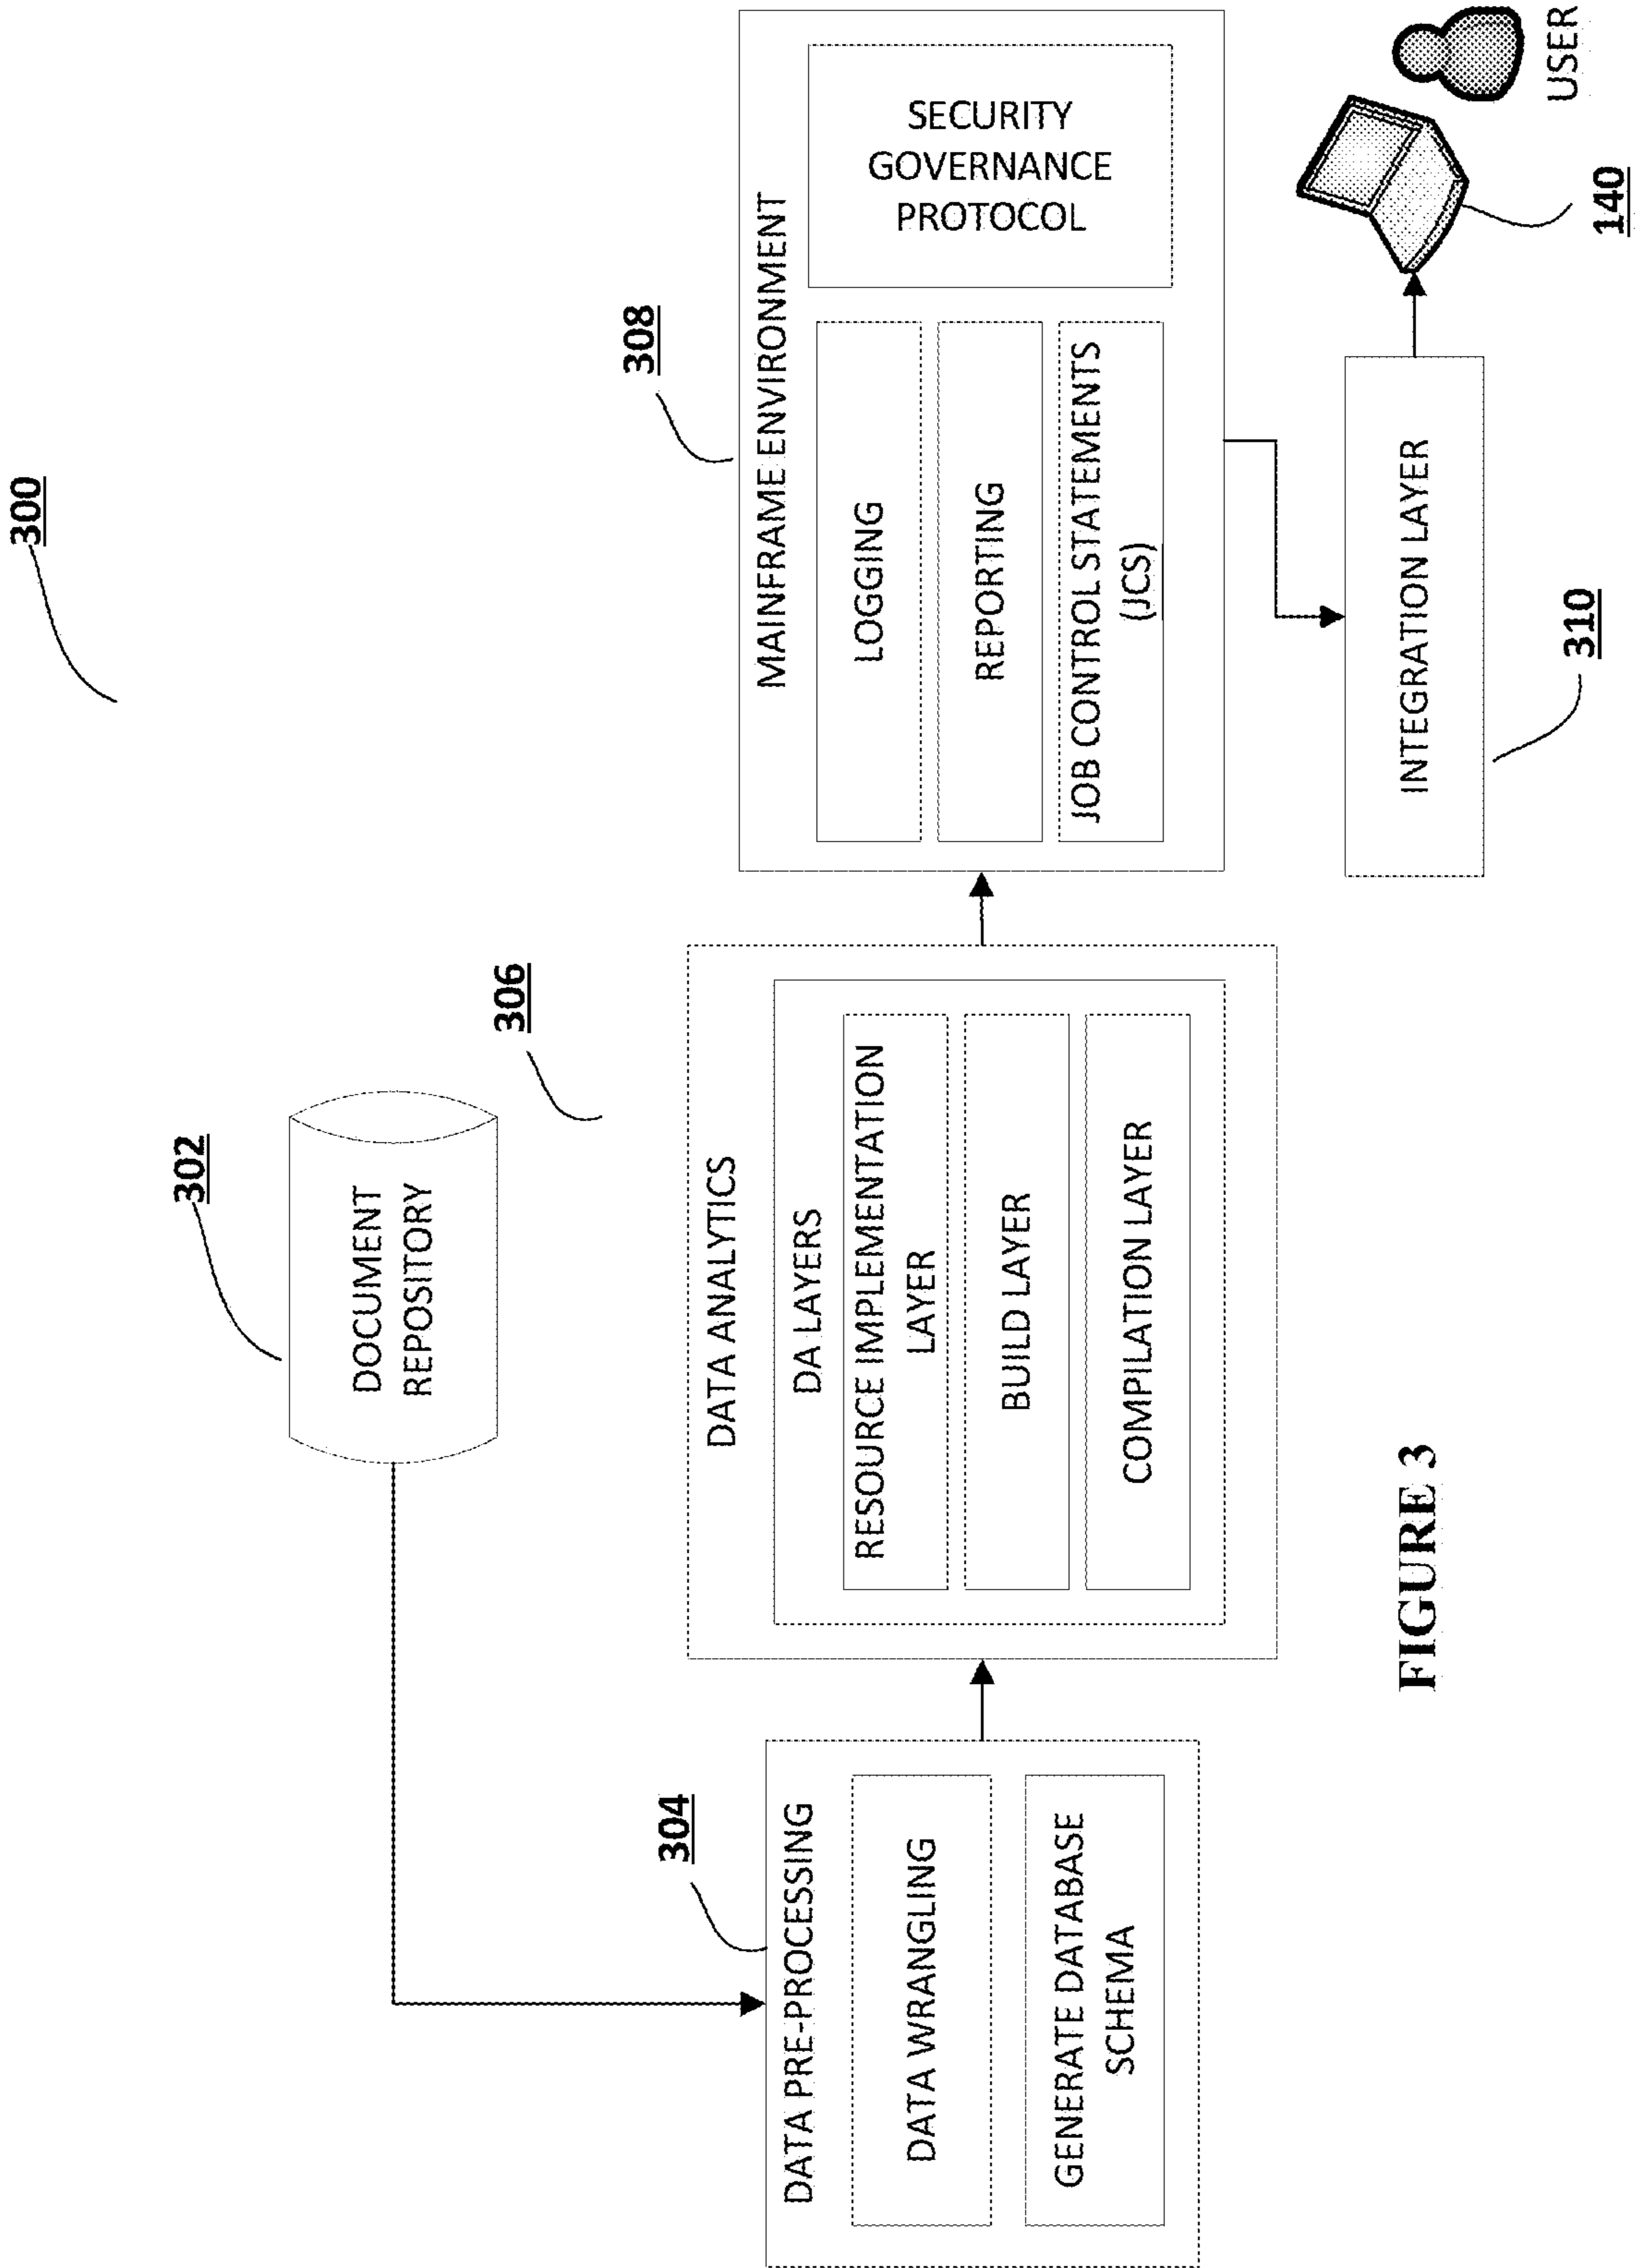 300
302
DOCUMENT
REPOSITORY
304
DATA PRE-PROCESSING
DATA WRANGLING
GENERATE DATABASE
SCHEMA
306
DATA ANALYTICS
DA LAYERS
RESOURCE IMPLEMENTATION
LAYER
BUILD LAYER
COMPILATION LAYER
308
MAINFRAME ENVIRONMENT
LOGGING
REPORTING
JOB CONTROL STATEMENTS
(JCS)
SECURITY
GOVERNANCE
PROTOCOL
INTEGRATION LAYER
310
140
USER
FIGURE 3